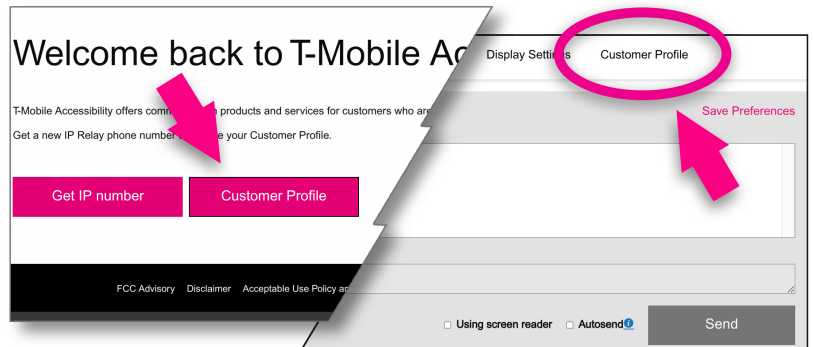 Welcome back to T-Mobile Ac
T-Mobile Accessibility offers comm products and services for customers who are
Get a new IP Relay phone number e your Customer Profile.
Get IP number
Customer Profile
FCC Advisory Disclaimer Acceptable Use Policy an
Display Settings Customer Profile
Save Preferences
Using screen reader Autosend
Send